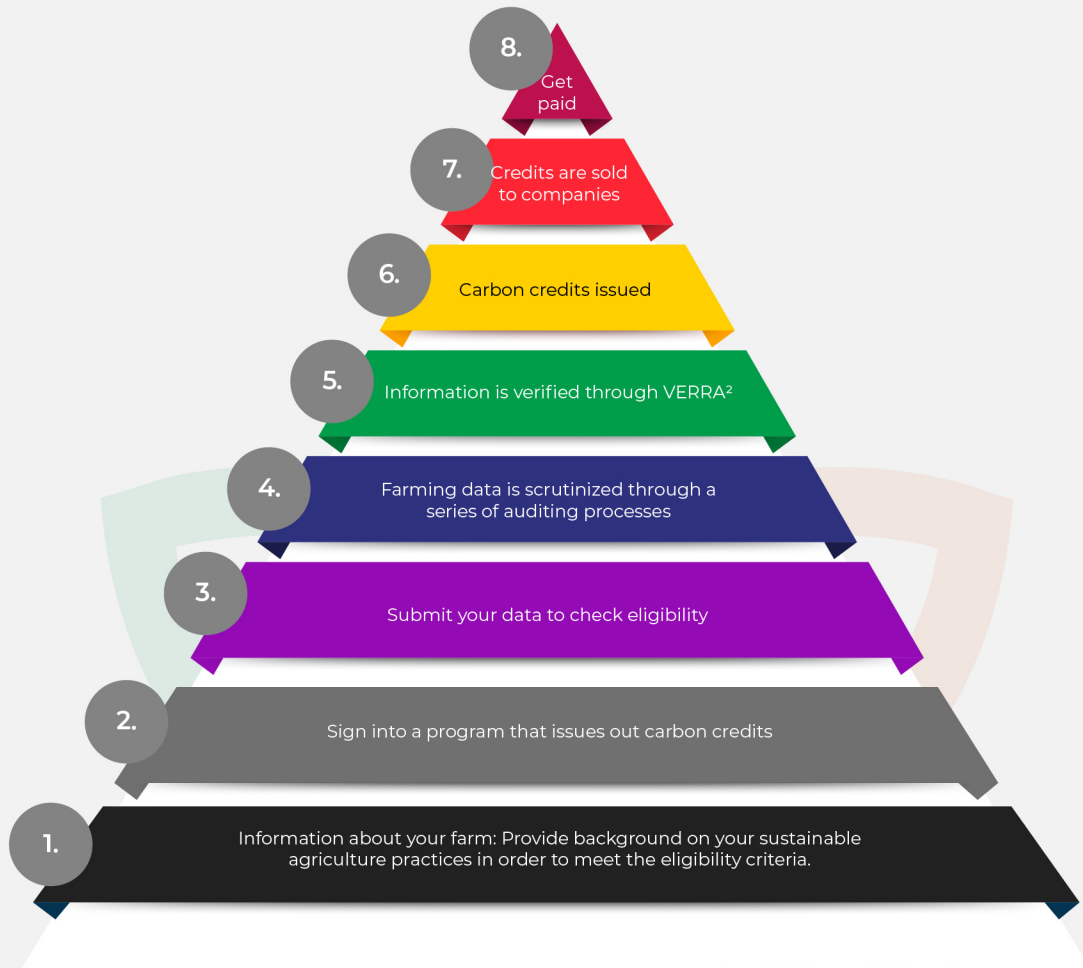 8.
Get
paid
7.
Credits are sold
to companies
6.
Carbon credits issued
5.
Information is verified through VERRA²
4.
Farming data is scrutinized through a
series of auditing processes
3.
Submit your data to check eligibility
2.
Sign into a program that issues out carbon credits
1.
Information about your farm: Provide background on your sustainable
agriculture practices in order to meet the eligibility criteria.